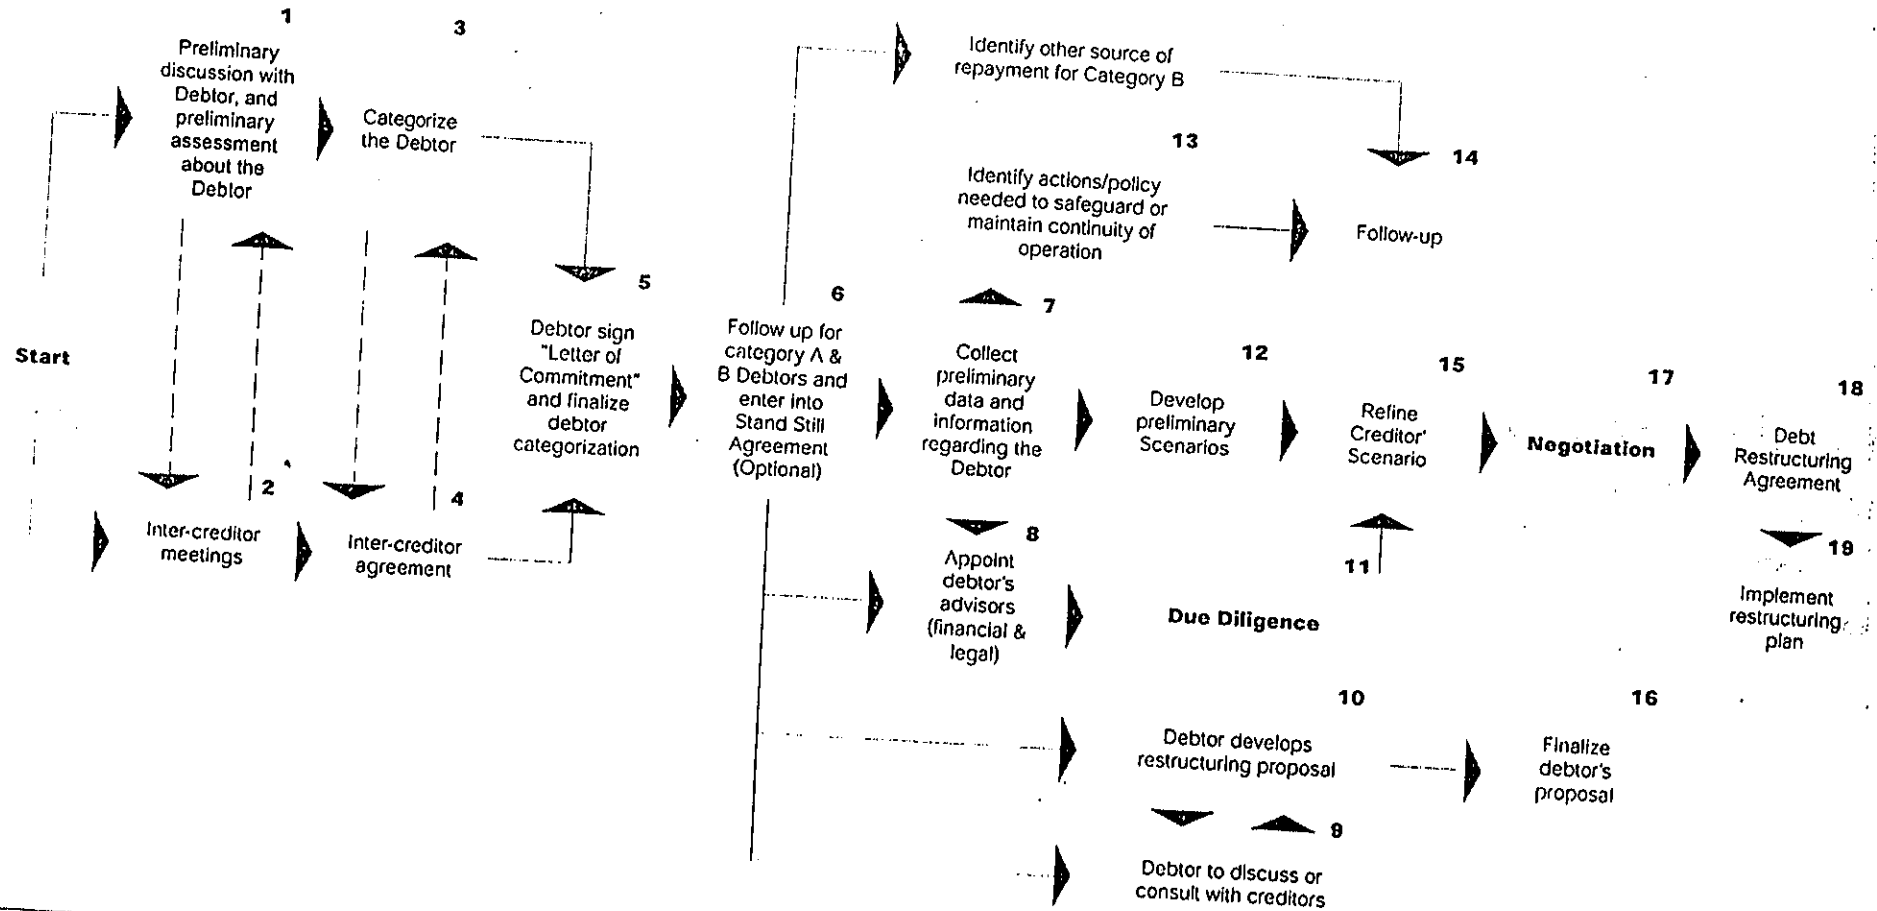 1
Preliminary
discussion with
Debtor, and
preliminary
assessment
about the
Debtor
3
Categorize
the Debtor
Start
2
Inter-creditor
meetings
4
Inter-creditor
agreement
5
Debtor sign
"Letter of
Commitment"
and finalize
debtor
categorization
6
Follow up for
category A &
B Debtors and
enter into
Stand Still
Agreement
(Optional)
Identify other source of
repayment for Category B
13
Identify actions/policy
needed to safeguard or
maintain continuity of
operation
14
Follow-up
7
Collect
preliminary
data and
information
regarding the
Debtor
12
Develop
preliminary
Scenarios
15
Refine
Creditor'
Scenario
17
Negotiation
18
Debt
Restructuring
Agreement
8
Appoint
debtor's
advisors
(financial &
legal)
11
Due Diligence
19
Implement
restructuring
plan
10
Debtor develops
restructuring proposal
16
Finalize
debtor's
proposal
9
Debtor to discuss or
consult with creditors